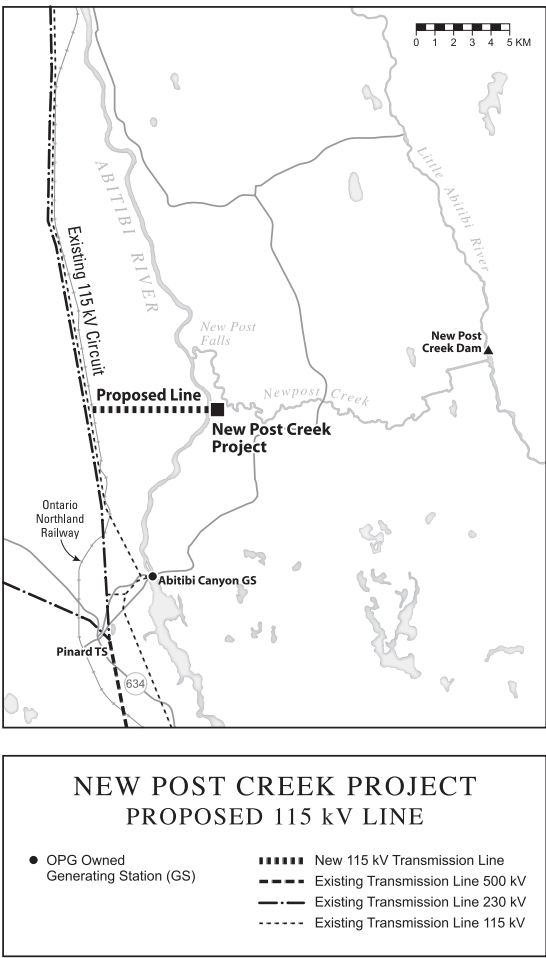 0 1 2 3 4 5 KM
ABITIBI RIVER
Little Abitibi River
Existing 115 kV Circuit
New Post
Falls
New Post
Creek Dam
Newpost Creek
Proposed Line
New Post Creek
Project
Ontario
Northland
Railway
Abitibi Canyon GS
Pinard TS
634
NEW POST CREEK PROJECT
PROPOSED 115 kV LINE
OPG Owned
Generating Station (GS)
New 115 kV Transmission Line
Existing Transmission Line 500 kV
Existing Transmission Line 230 kV
Existing Transmission Line 115 kV